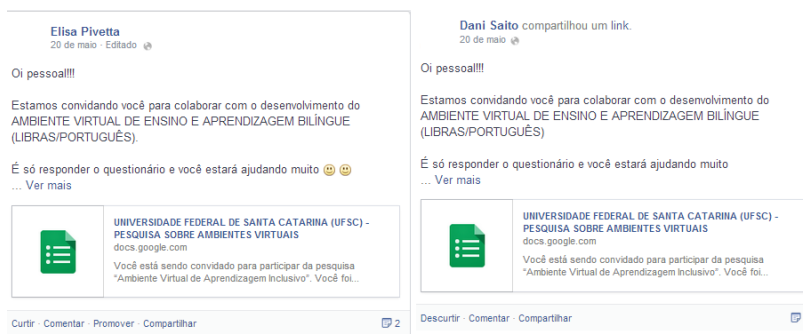 Elisa Pivetta
20 de maio · Editado
Oi pessoal!!!
Estamos convidando você para colaborar com o desenvolvimento do
AMBIENTE VIRTUAL DE ENSINO E APRENDIZAGEM BILÍNGUE
(LIBRAS/PORTUGUÊS).
É só responder o questionário e você estará ajudando muito
... Ver mais
UNIVERSIDADE FEDERAL DE SANTA CATARINA (UFSC) -
PESQUISA SOBRE AMBIENTES VIRTUAIS
docs.google.com
Você está sendo convidado para participar da pesquisa
"Ambiente Virtual de Aprendizagem Inclusivo". Você foi...
Curtir · Comentar · Promover · Compartilhar
2
Dani Saito compartilhou um link.
20 de maio
Oi pessoal!!!
Estamos convidando você para colaborar com o desenvolvimento do
AMBIENTE VIRTUAL DE ENSINO E APRENDIZAGEM BILÍNGUE
(LIBRAS/PORTUGUÊS)
É só responder o questionário e você estará ajudando muito
... Ver mais
UNIVERSIDADE FEDERAL DE SANTA CATARINA (UFSC) -
PESQUISA SOBRE AMBIENTES VIRTUAIS
docs.google.com
Você está sendo convidado para participar da pesquisa
"Ambiente Virtual de Aprendizagem Inclusivo". Você foi...
Descurtir · Comentar · Compartilhar